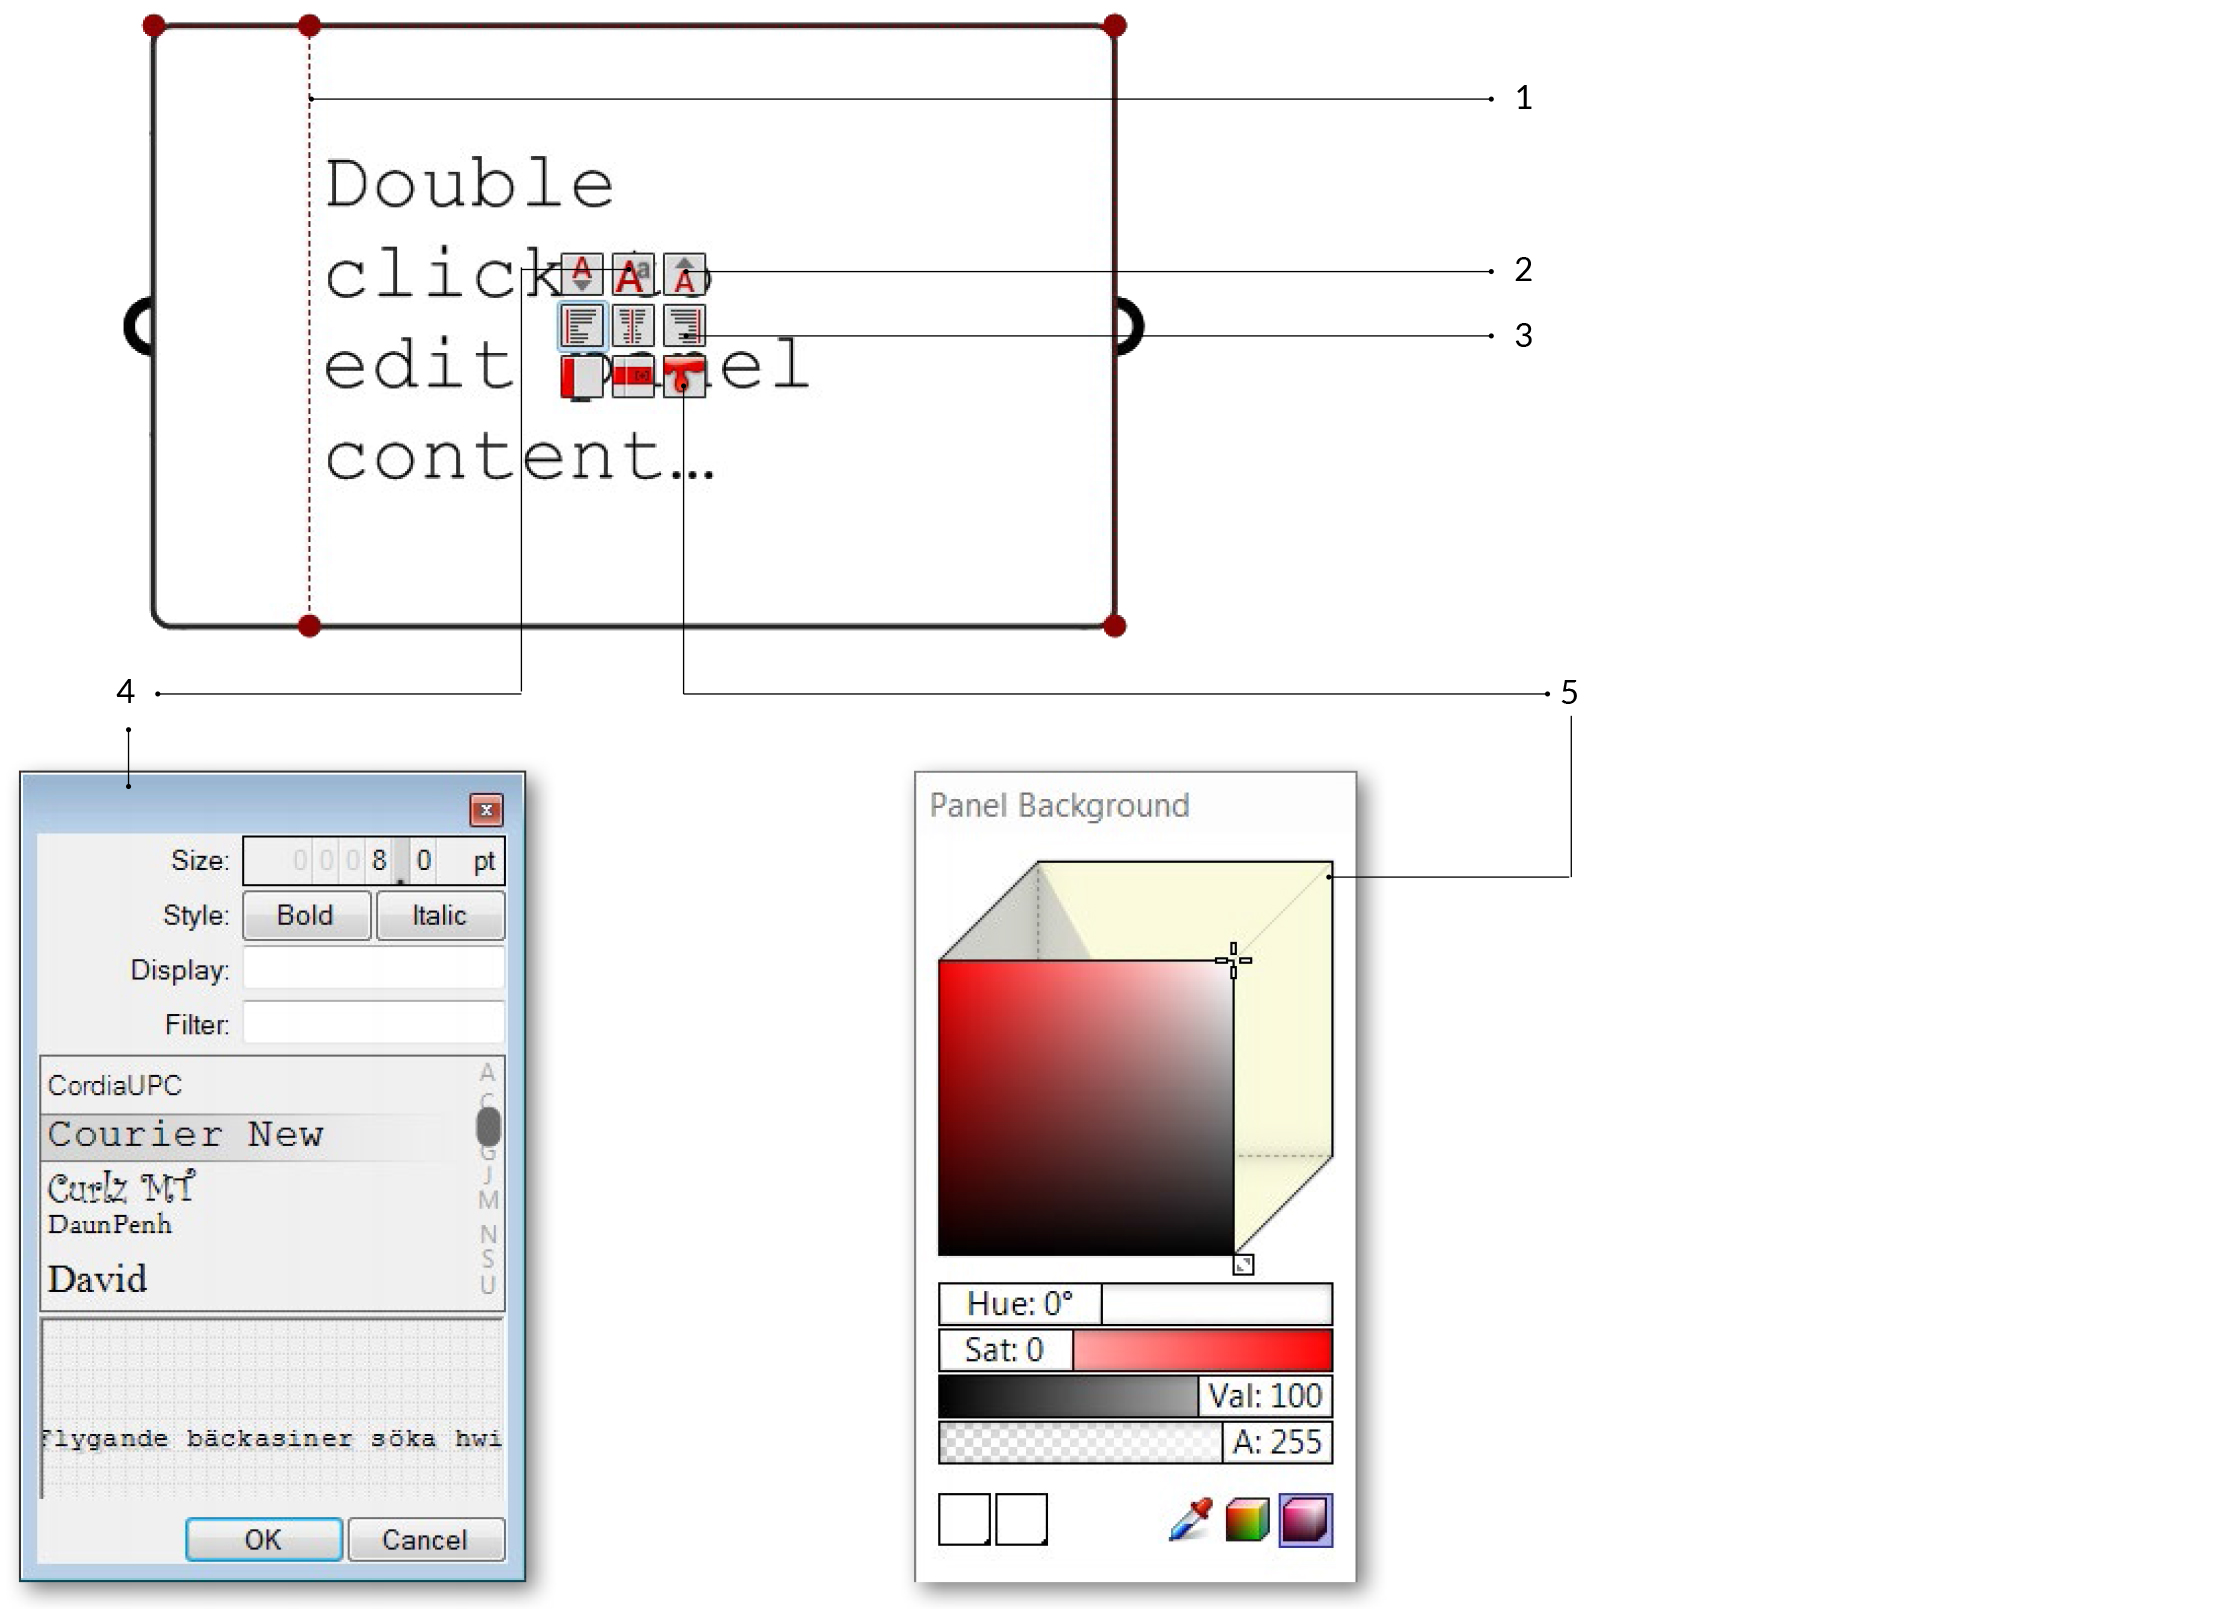 1
Double
click to
edit panel
content...
2
3
4
5
Size: 0 0 0 8 . 0 pt
Style: Bold Italic
Display:
Filter:
CordiaUPC
Courier New
Curlz MT
DaunPenh
David
A
C
G
J
M
N
S
U
Flygande bäckasiner söka hwi
OK Cancel
Panel Background
Hue: 0°
Sat: 0
Val: 100
A: 255